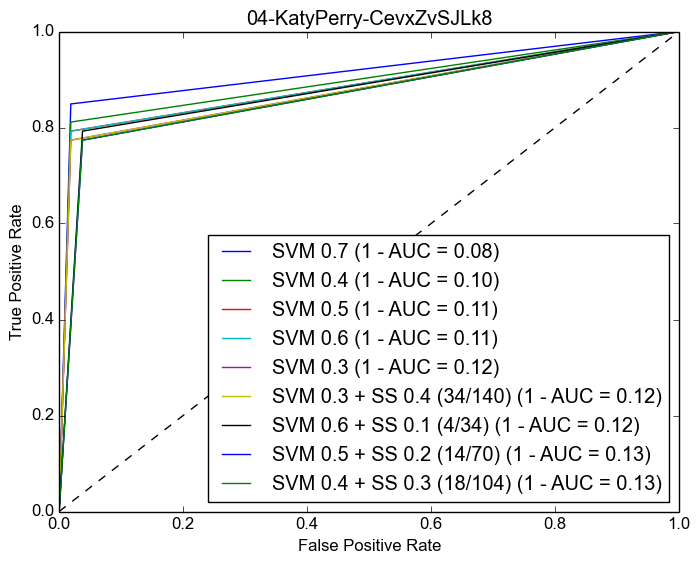 04-KatyPerry-CevxZvSJLk8
1.0
0.8
0.6
0.4
0.2
0.0
True Positive Rate
SVM 0.7 (1 - AUC = 0.08)
SVM 0.4 (1 - AUC = 0.10)
SVM 0.5 (1 - AUC = 0.11)
SVM 0.6 (1 - AUC = 0.11)
SVM 0.3 (1 - AUC = 0.12)
SVM 0.3 + SS 0.4 (34/140) (1 - AUC = 0.12)
SVM 0.6 + SS 0.1 (4/34) (1 - AUC = 0.12)
SVM 0.5 + SS 0.2 (14/70) (1 - AUC = 0.13)
SVM 0.4 + SS 0.3 (18/104) (1 - AUC = 0.13)
0.0 0.2 0.4 0.6 0.8 1.0
False Positive Rate